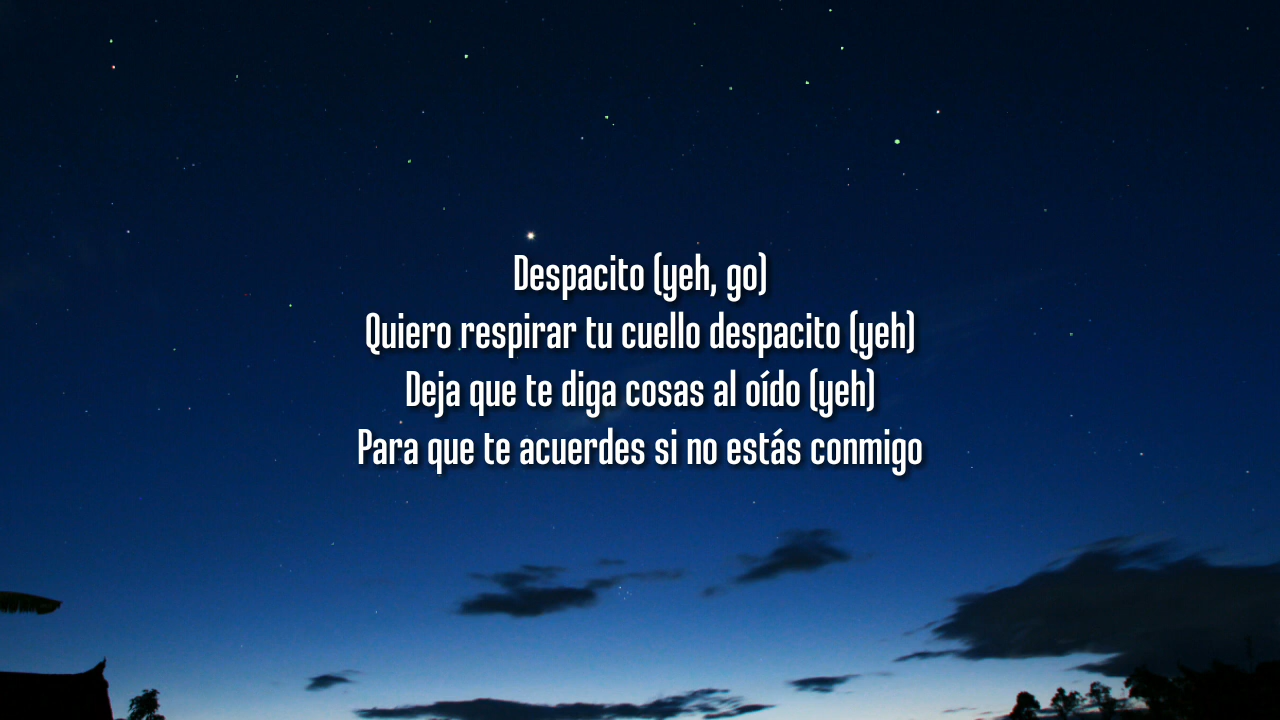 Despacito (yeh, go)
Quiero respirar tu cuello despacito (yeh)
Deja que te diga cosas al oído (yeh)
Para que te acuerdes si no estás conmigo